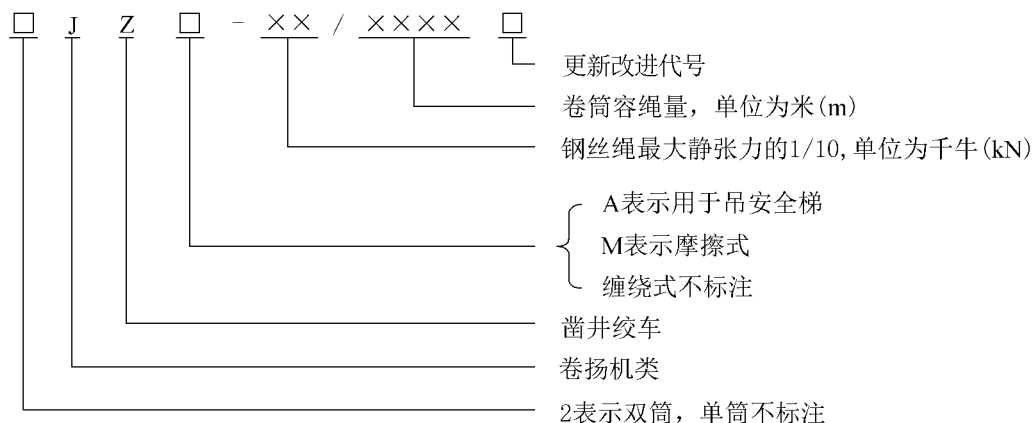 □ J Z □ - ×× / ×××× □
更新改进代号
卷筒容绳量，单位为米(m)
钢丝绳最大静张力的1/10,单位为千牛(kN)
A表示用于吊安全梯
M表示摩擦式
缠绕式不标注
凿井绞车
卷扬机类
2表示双筒，单筒不标注